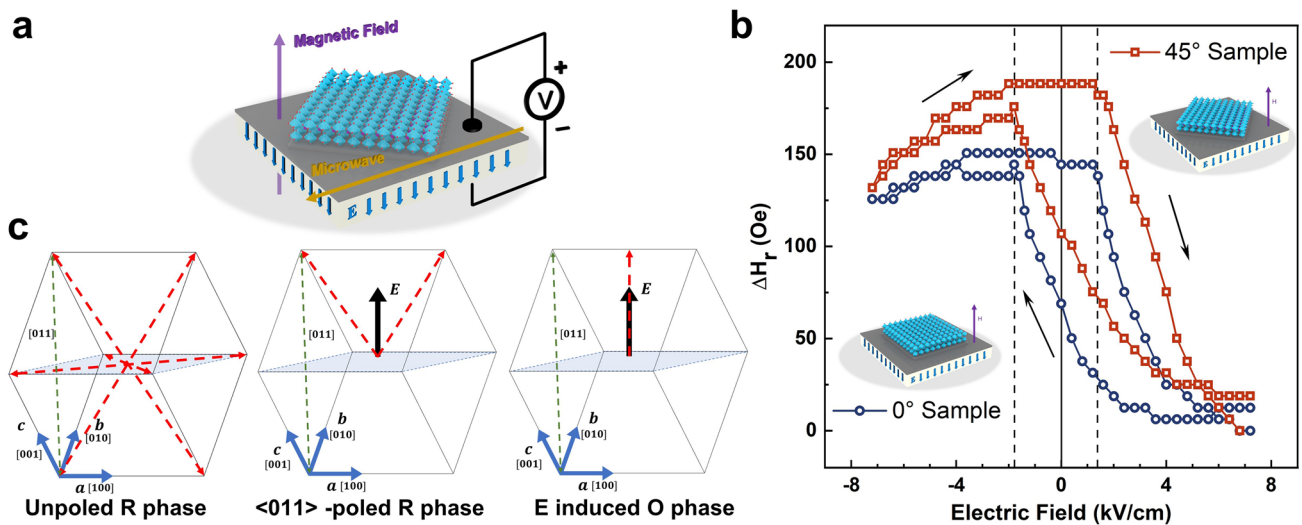 a
Magnetic Field
Microwave
E
+
V
−
b
ΔHr (Oe)
200
150
100
50
0
45° Sample
H
H
0° Sample
-8
-4
0
4
8
Electric Field (kV/cm)
c
[011]
c
[001]
b
[010]
a [100]
Unpoled R phase
E
[011]
c
[001]
b
[010]
a [100]
<011> -poled R phase
E
[011]
c
[001]
b
[010]
a [100]
E induced O phase